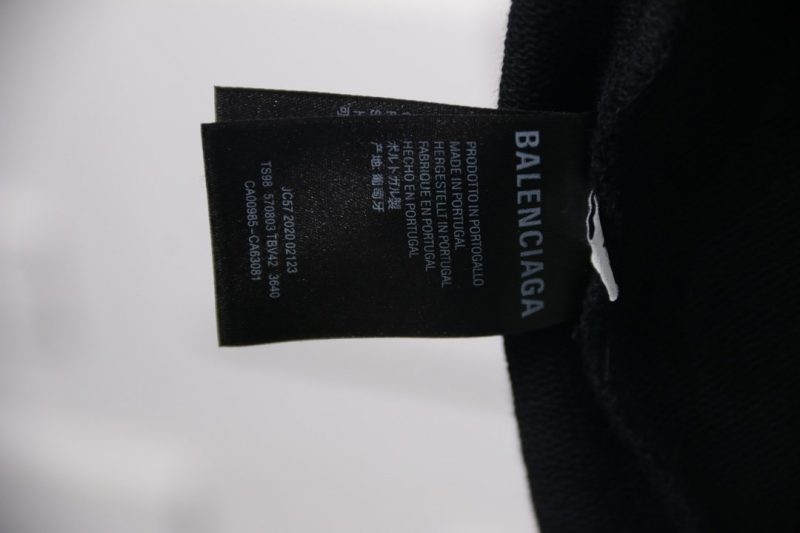 BALENCIAGA
PRODOTTO IN PORTOGALLO
MADE IN PORTUGAL
HERGESTELLT IN PORTUGAL
FABRIQUE EN PORTUGAL
HECHO EN PORTUGAL
ポルトガル製
产地: 葡萄牙
JC57 2020 02123
TS98 570803 TBV42 3640
CA00985-CA63081